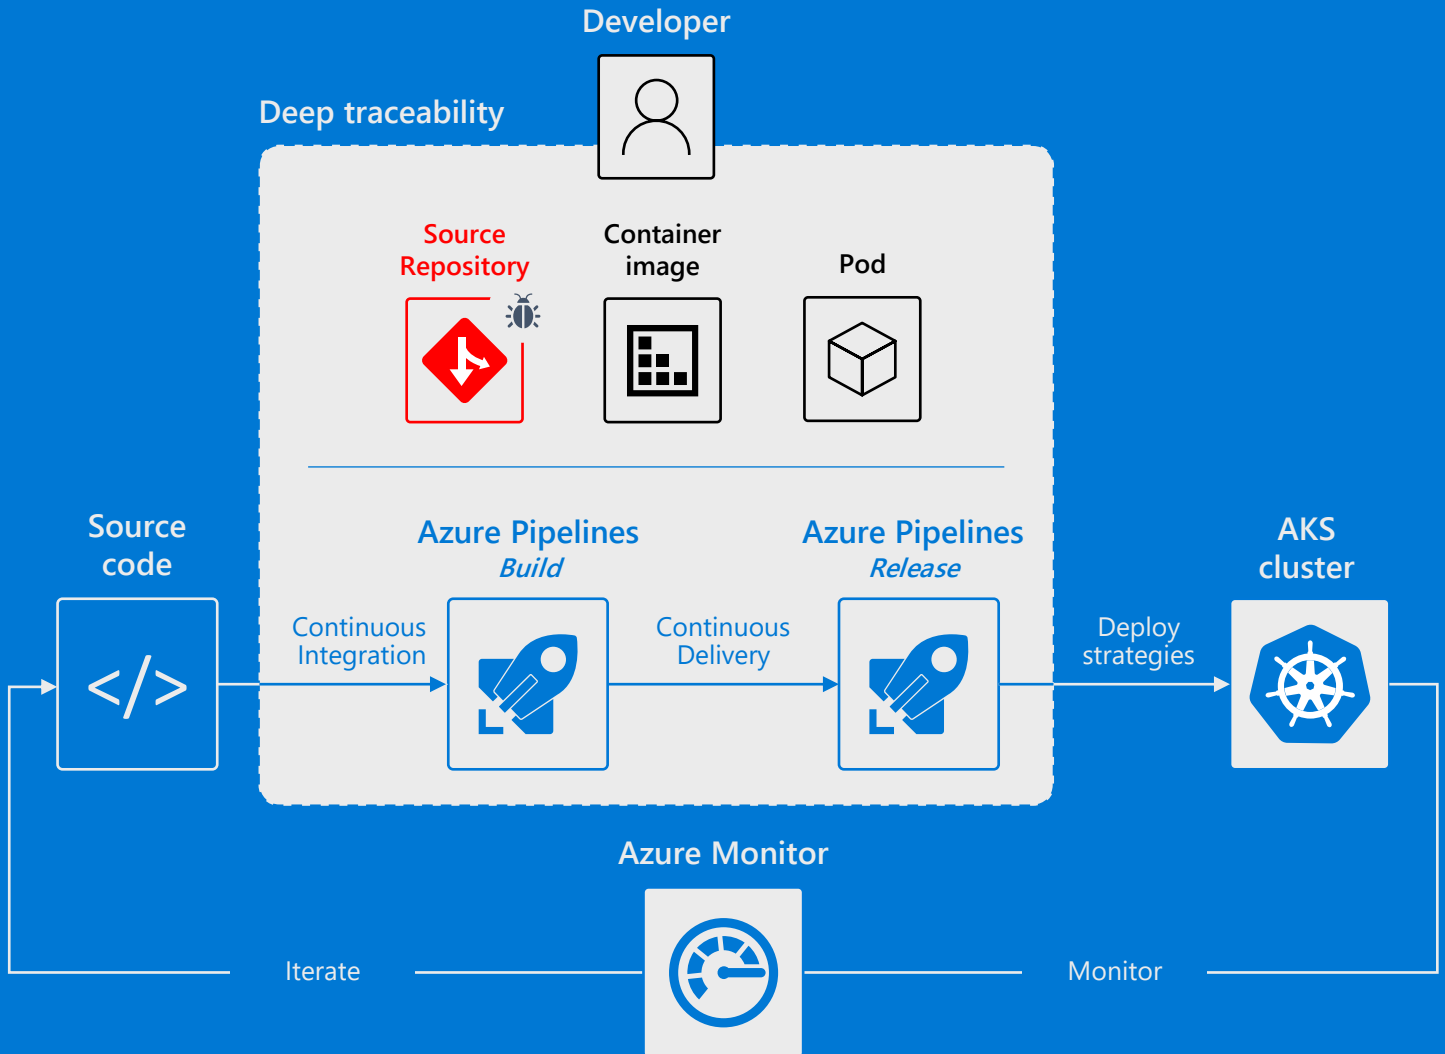 Developer
Deep traceability
Source
Repository
Container
image
Pod
Source
code
Azure Pipelines
Build
Azure Pipelines
Release
AKS
cluster
Continuous
Integration
Continuous
Delivery
Deploy
strategies
</>
Azure Monitor
Iterate
Monitor